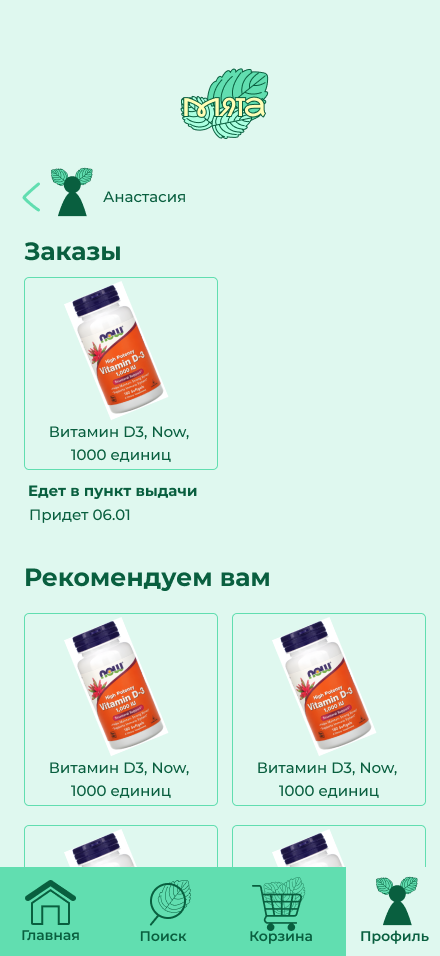 мята
Анастасия
Заказы
now
High Potency
Vitamin D-3
1,000 IU
Витамин D3, Now,
1000 единиц
Едет в пункт выдачи
Придет 06.01
Рекомендуем вам
now
High Potency
Vitamin D-3
1,000 IU
Витамин D3, Now,
1000 единиц
now
High Potency
Vitamin D-3
1,000 IU
Витамин D3, Now,
1000 единиц
Главная
Поиск
Корзина
Профиль